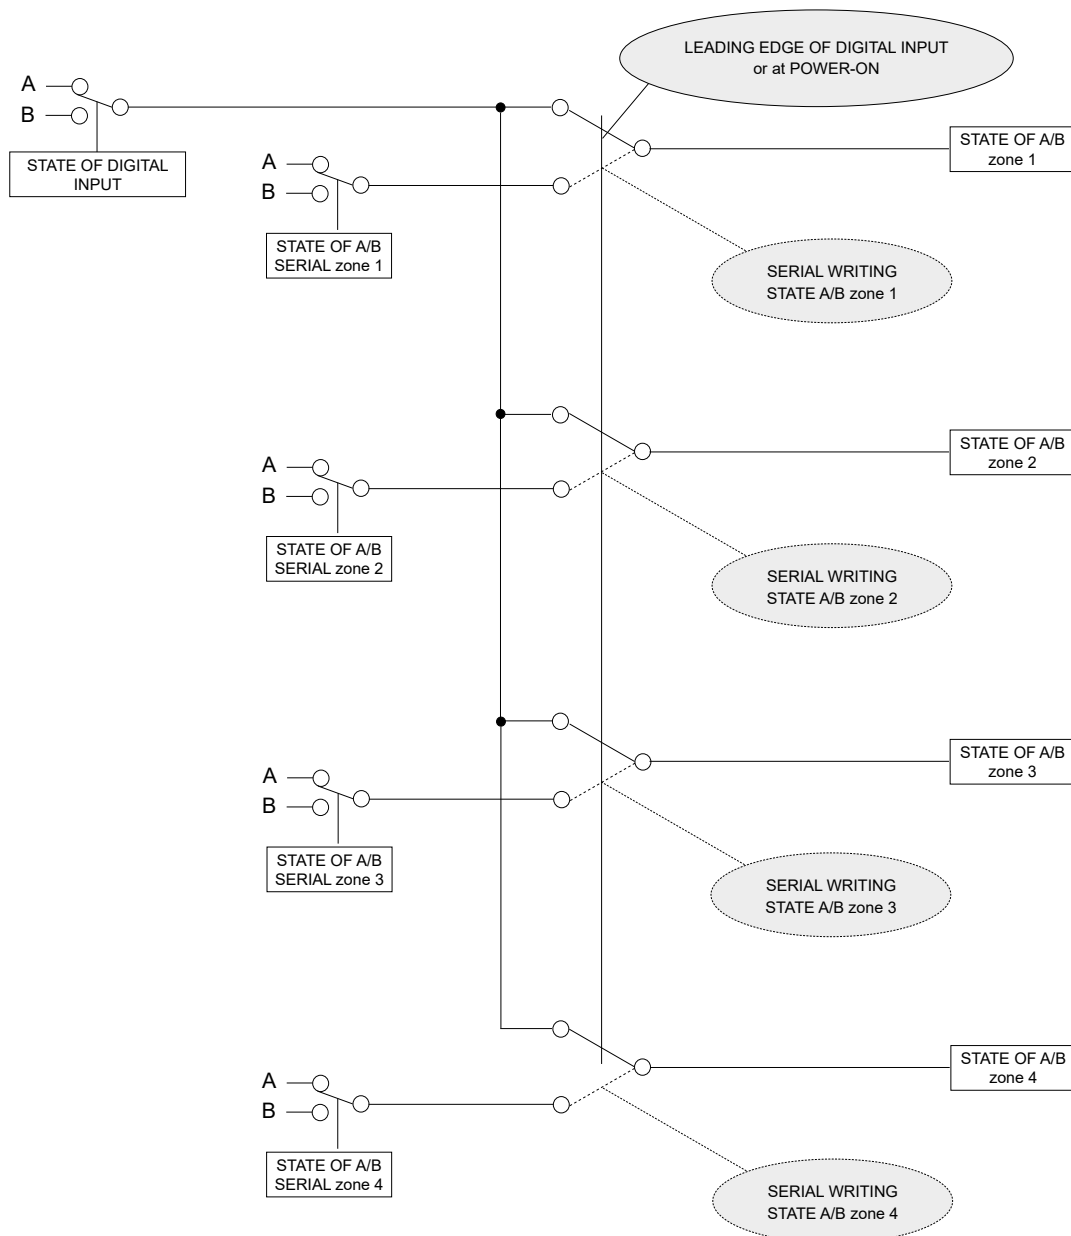 LEADING EDGE OF DIGITAL INPUT
or at POWER-ON
A
B
STATE OF DIGITAL
INPUT
STATE OF A/B
zone 1
A
B
STATE OF A/B
SERIAL zone 1
SERIAL WRITING
STATE A/B zone 1
STATE OF A/B
zone 2
A
B
STATE OF A/B
SERIAL zone 2
SERIAL WRITING
STATE A/B zone 2
STATE OF A/B
zone 3
A
B
STATE OF A/B
SERIAL zone 3
SERIAL WRITING
STATE A/B zone 3
STATE OF A/B
zone 4
A
B
STATE OF A/B
SERIAL zone 4
SERIAL WRITING
STATE A/B zone 4